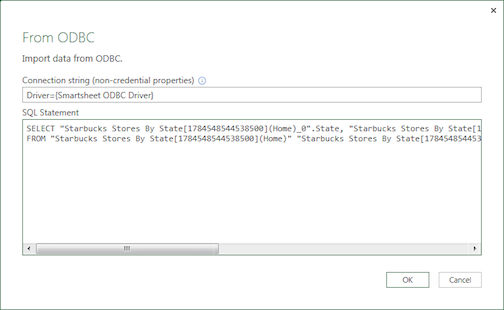 From ODBC
Import data from ODBC.
Connection string (non-credential properties)
Driver={Smartsheet ODBC Driver}
SQL Statement
SELECT "Starbucks Stores By State[1784548544538500](Home)_0".State, "Starbucks Stores By State[1
FROM "Starbucks Stores By State[1784548544538500](Home)" "Starbucks Stores By State[178454854453
OK
Cancel